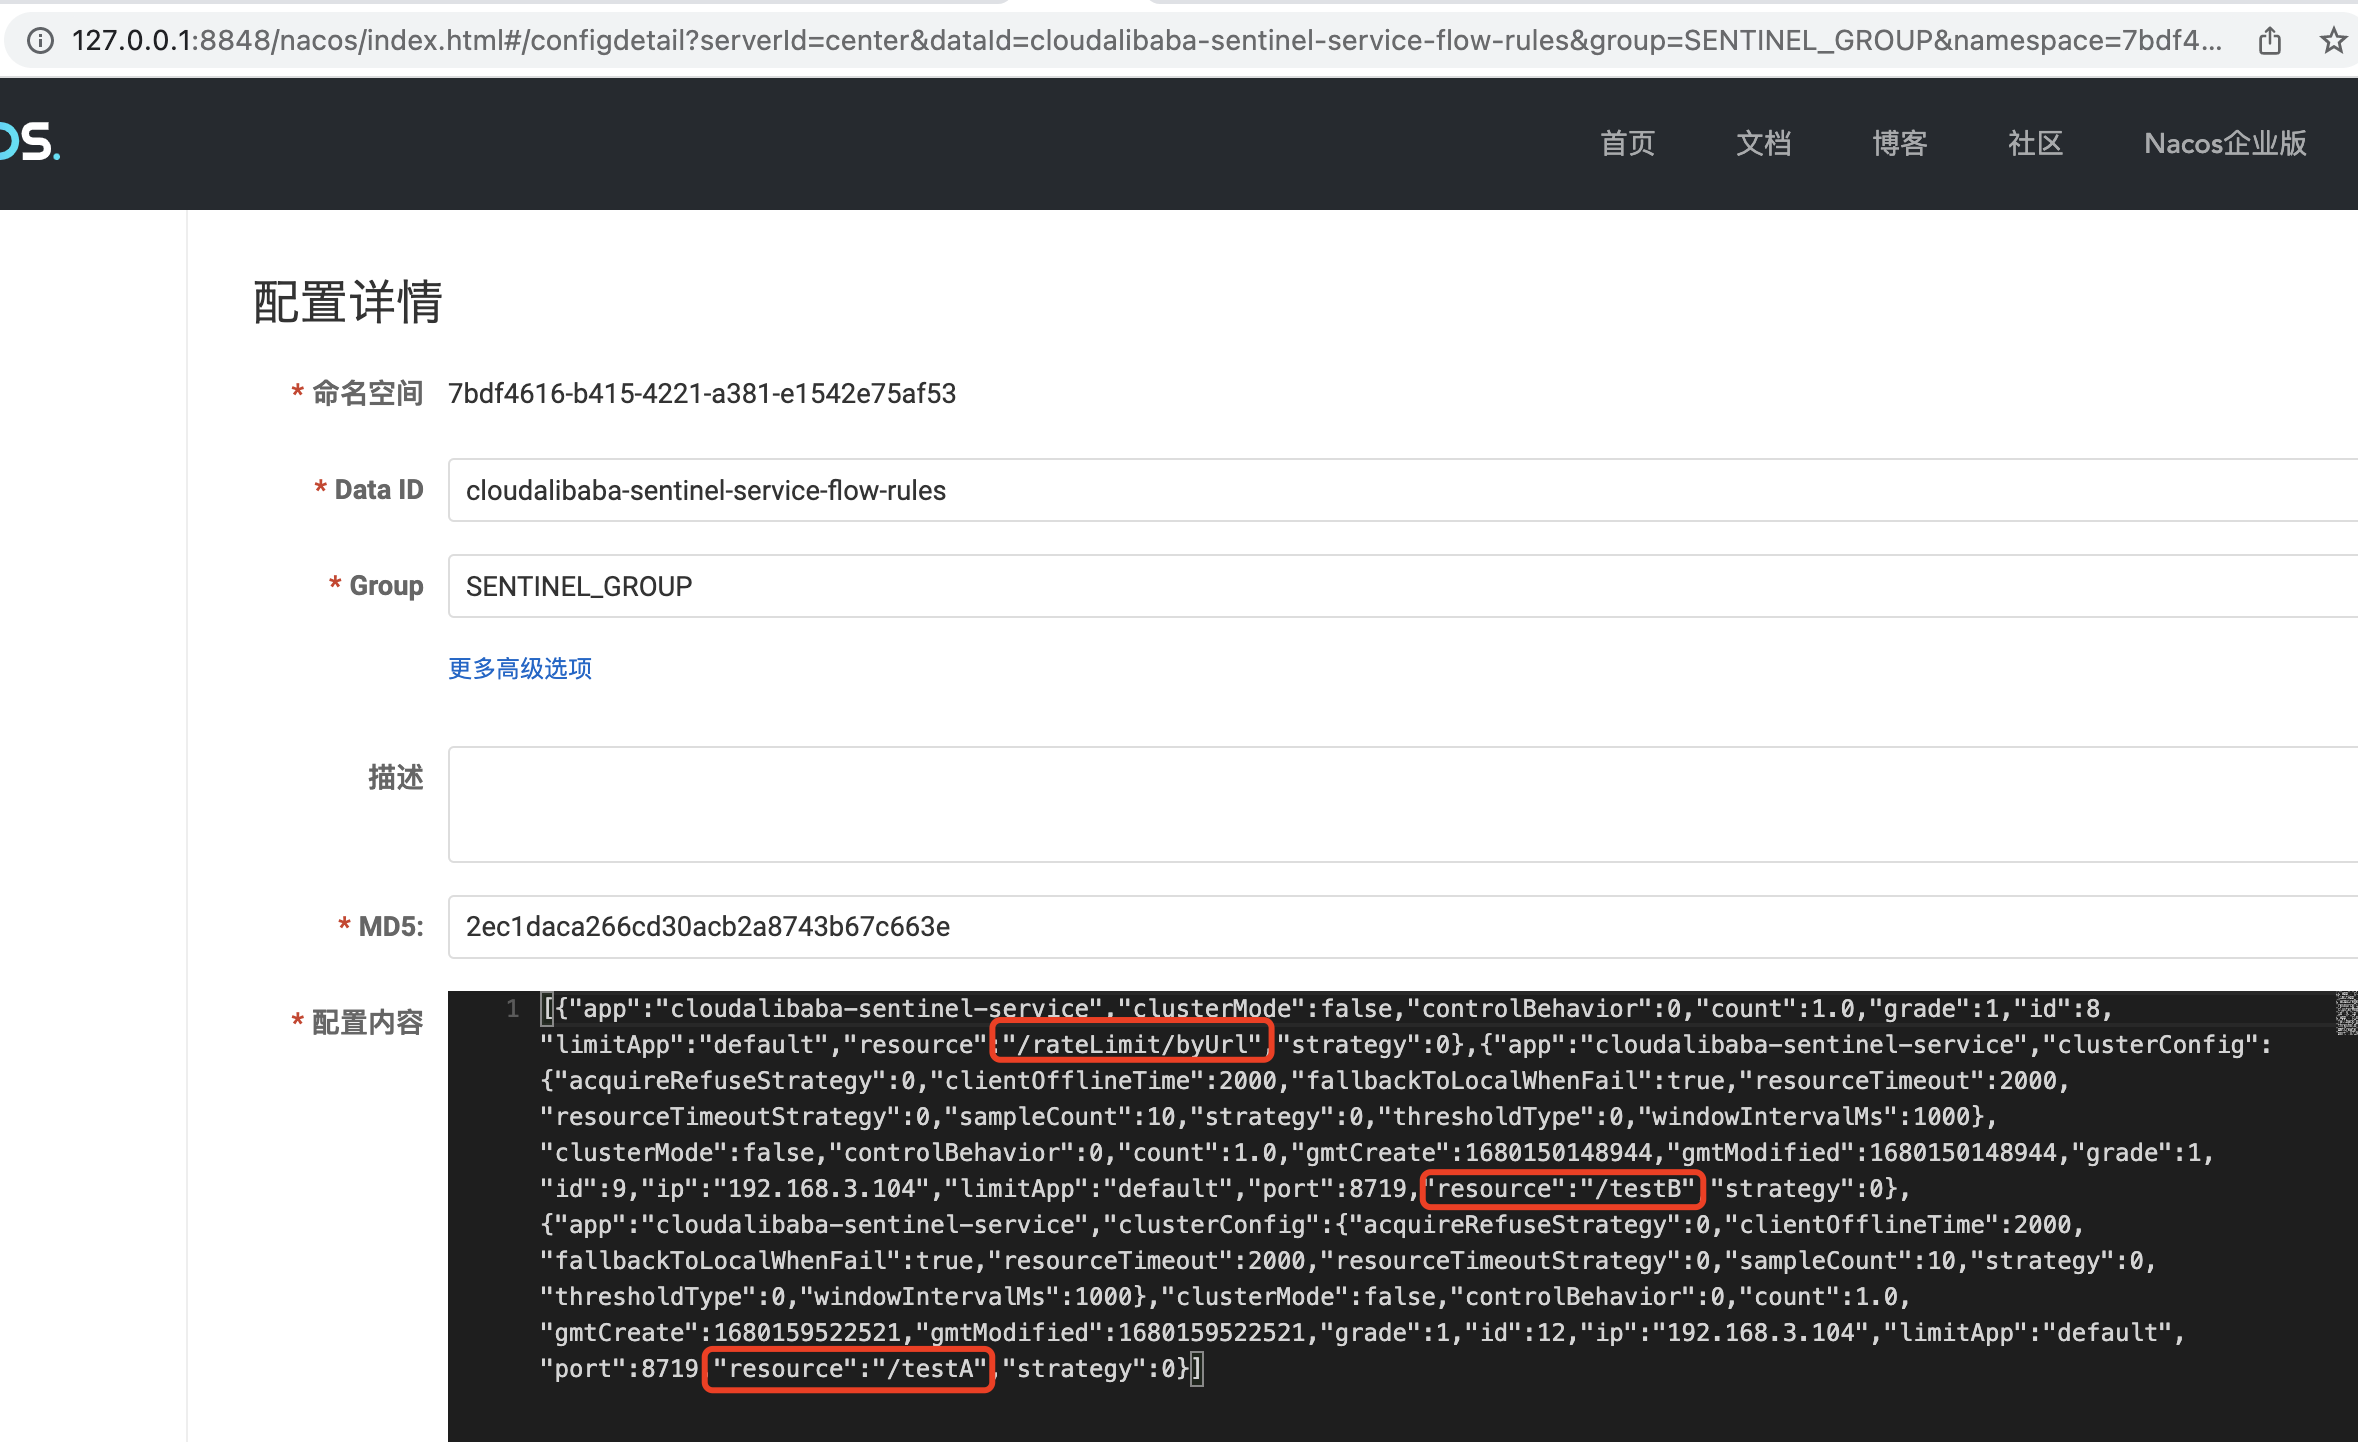 127.0.0.1:8848/nacos/index.html#/configdetail?serverId=center&dataId=cloudalibaba-sentinel-service-flow-rules&group=SENTINEL_GROUP&namespace=7bdf4...
OS.
首页 文档 博客 社区 Nacos企业版
配置详情
* 命名空间 7bdf4616-b415-4221-a381-e1542e75af53
* Data ID cloudalibaba-sentinel-service-flow-rules
* Group SENTINEL_GROUP
更多高级选项
描述
* MD5: 2ec1daca266cd30acb2a8743b67c663e
* 配置内容
1 [{"app":"cloudalibaba-sentinel-service","clusterMode":false,"controlBehavior":0,"count":1.0,"grade":1,"id":8,
"limitApp":"default","resource":"/rateLimit/byUrl","strategy":0},{"app":"cloudalibaba-sentinel-service","clusterConfig":
{"acquireRefuseStrategy":0,"clientOfflineTime":2000,"fallbackToLocalWhenFail":true,"resourceTimeout":2000,
"resourceTimeoutStrategy":0,"sampleCount":10,"strategy":0,"thresholdType":0,"windowIntervalMs":1000},
"clusterMode":false,"controlBehavior":0,"count":1.0,"gmtCreate":1680150148944,"gmtModified":1680150148944,"grade":1,
"id":9,"ip":"192.168.3.104","limitApp":"default","port":8719,"resource":"/testB","strategy":0},
{"app":"cloudalibaba-sentinel-service","clusterConfig":{"acquireRefuseStrategy":0,"clientOfflineTime":2000,
"fallbackToLocalWhenFail":true,"resourceTimeout":2000,"resourceTimeoutStrategy":0,"sampleCount":10,"strategy":0,
"thresholdType":0,"windowIntervalMs":1000},"clusterMode":false,"controlBehavior":0,"count":1.0,
"gmtCreate":1680159522521,"gmtModified":1680159522521,"grade":1,"id":12,"ip":"192.168.3.104","limitApp":"default",
"port":8719,"resource":"/testA","strategy":0}]